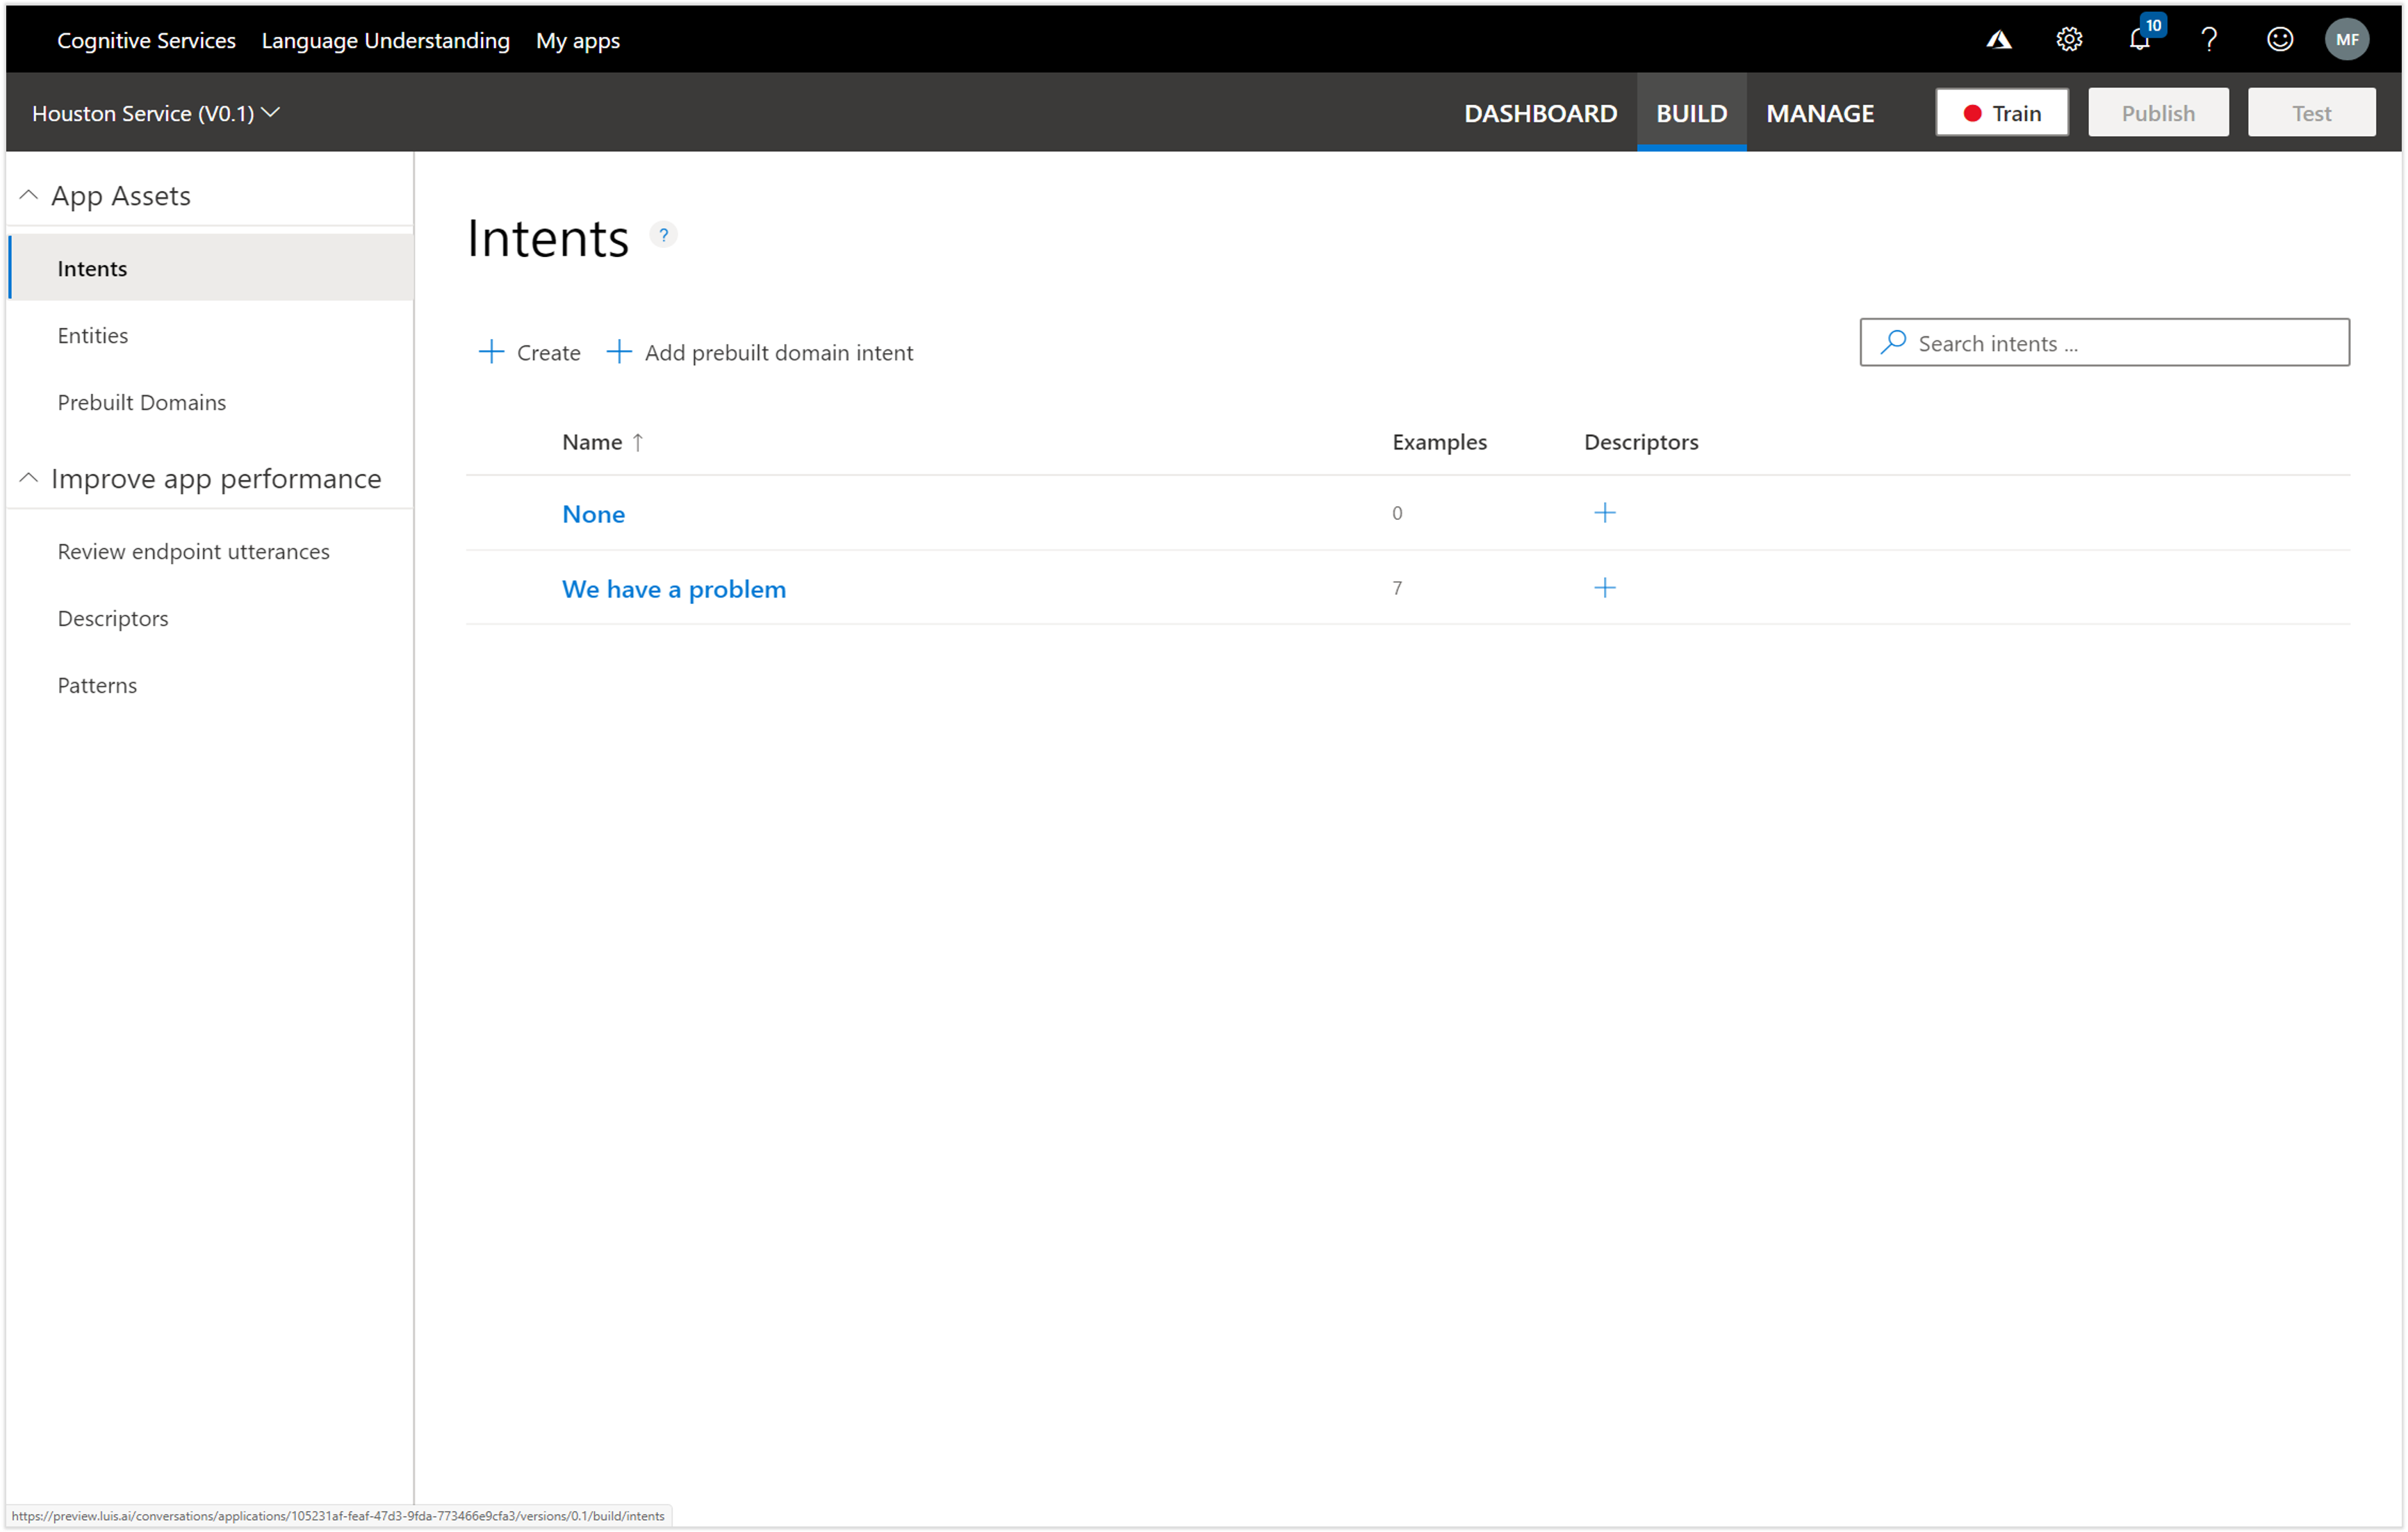 Cognitive Services Language Understanding My apps 10 ? MF
Houston Service (V0.1) DASHBOARD BUILD MANAGE Train Publish Test
App Assets
Intents
Entities
Prebuilt Domains
Improve app performance
Review endpoint utterances
Descriptors
Patterns
Intents ?
+ Create + Add prebuilt domain intent Search intents ...
Name ↑ Examples Descriptors
None 0 +
We have a problem 7 +
https://preview.luis.ai/conversations/applications/105231af-feaf-47d3-9fda-773466e9cfa3/versions/0.1/build/intents